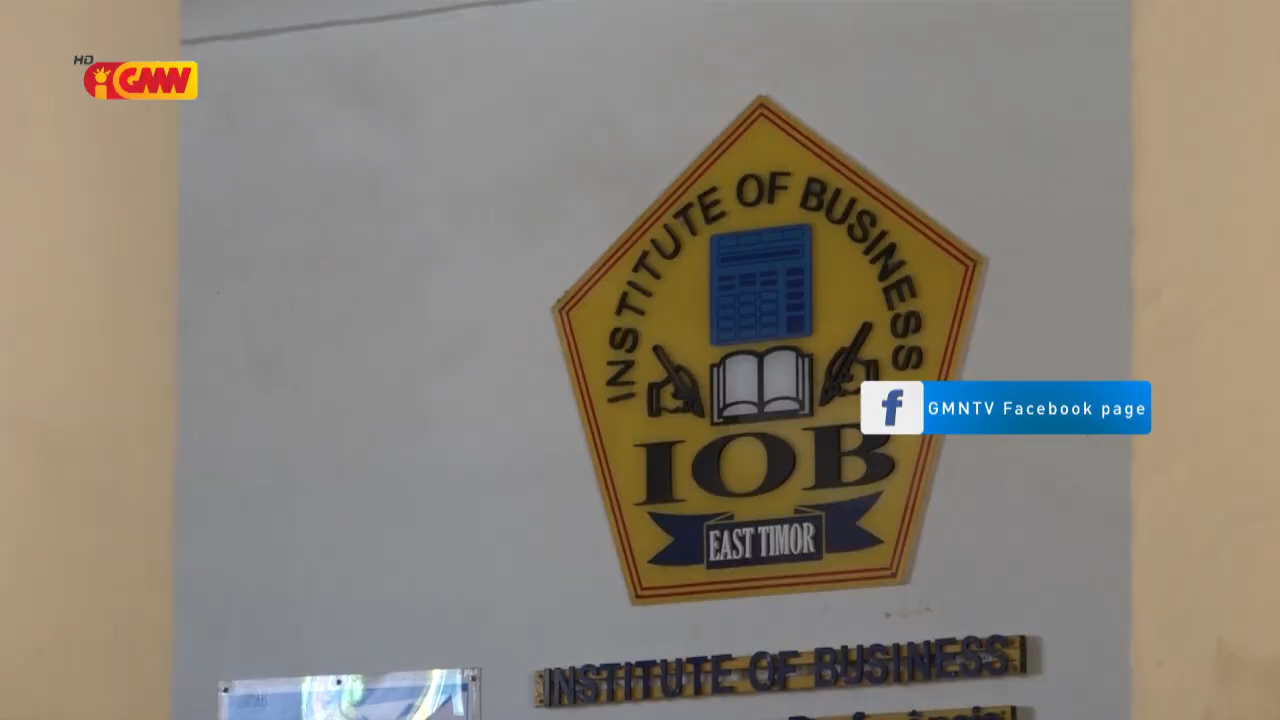 HD
GMN
INSTITUTE OF BUSINESS
GMNTV Facebook page
IOB
EAST TIMOR
INSTITUTE OF BUSINESS